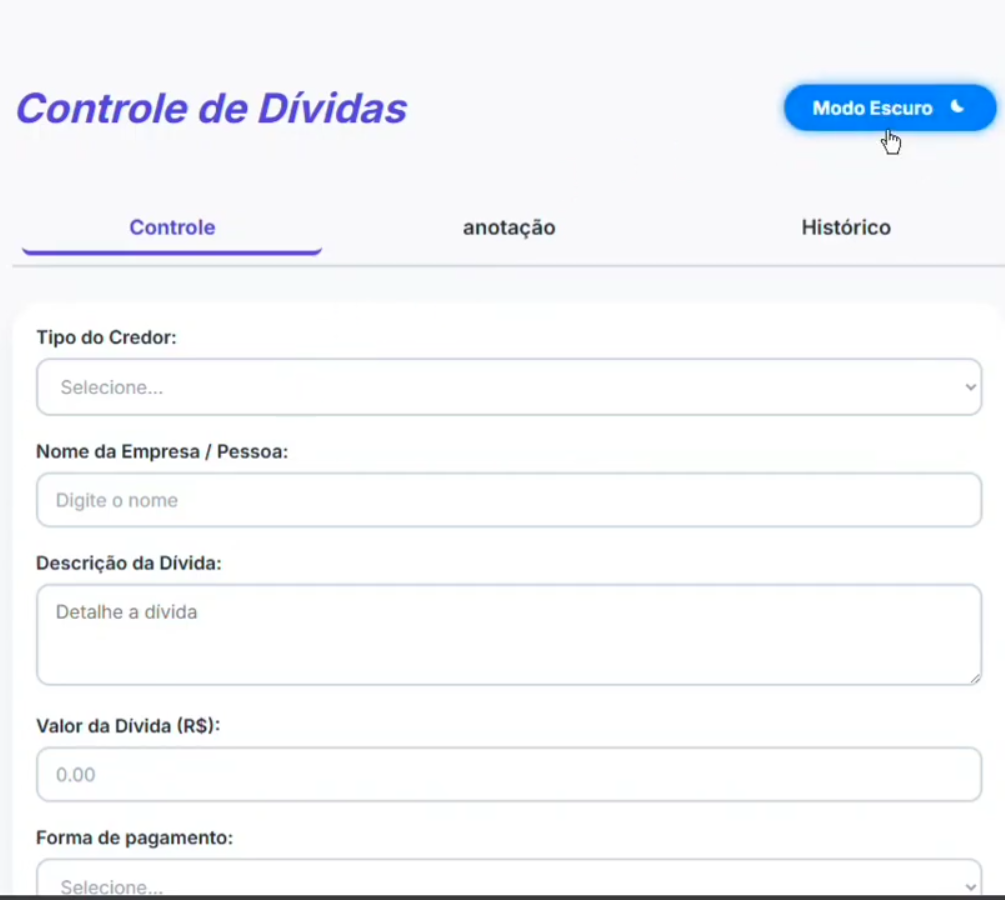 Controle de Dívidas
Modo Escuro
Controle
anotação
Histórico
Tipo do Credor:
Selecione...
Nome da Empresa / Pessoa:
Digite o nome
Descrição da Dívida:
Detalhe a dívida
Valor da Dívida (R$):
0.00
Forma de pagamento:
Selecione...